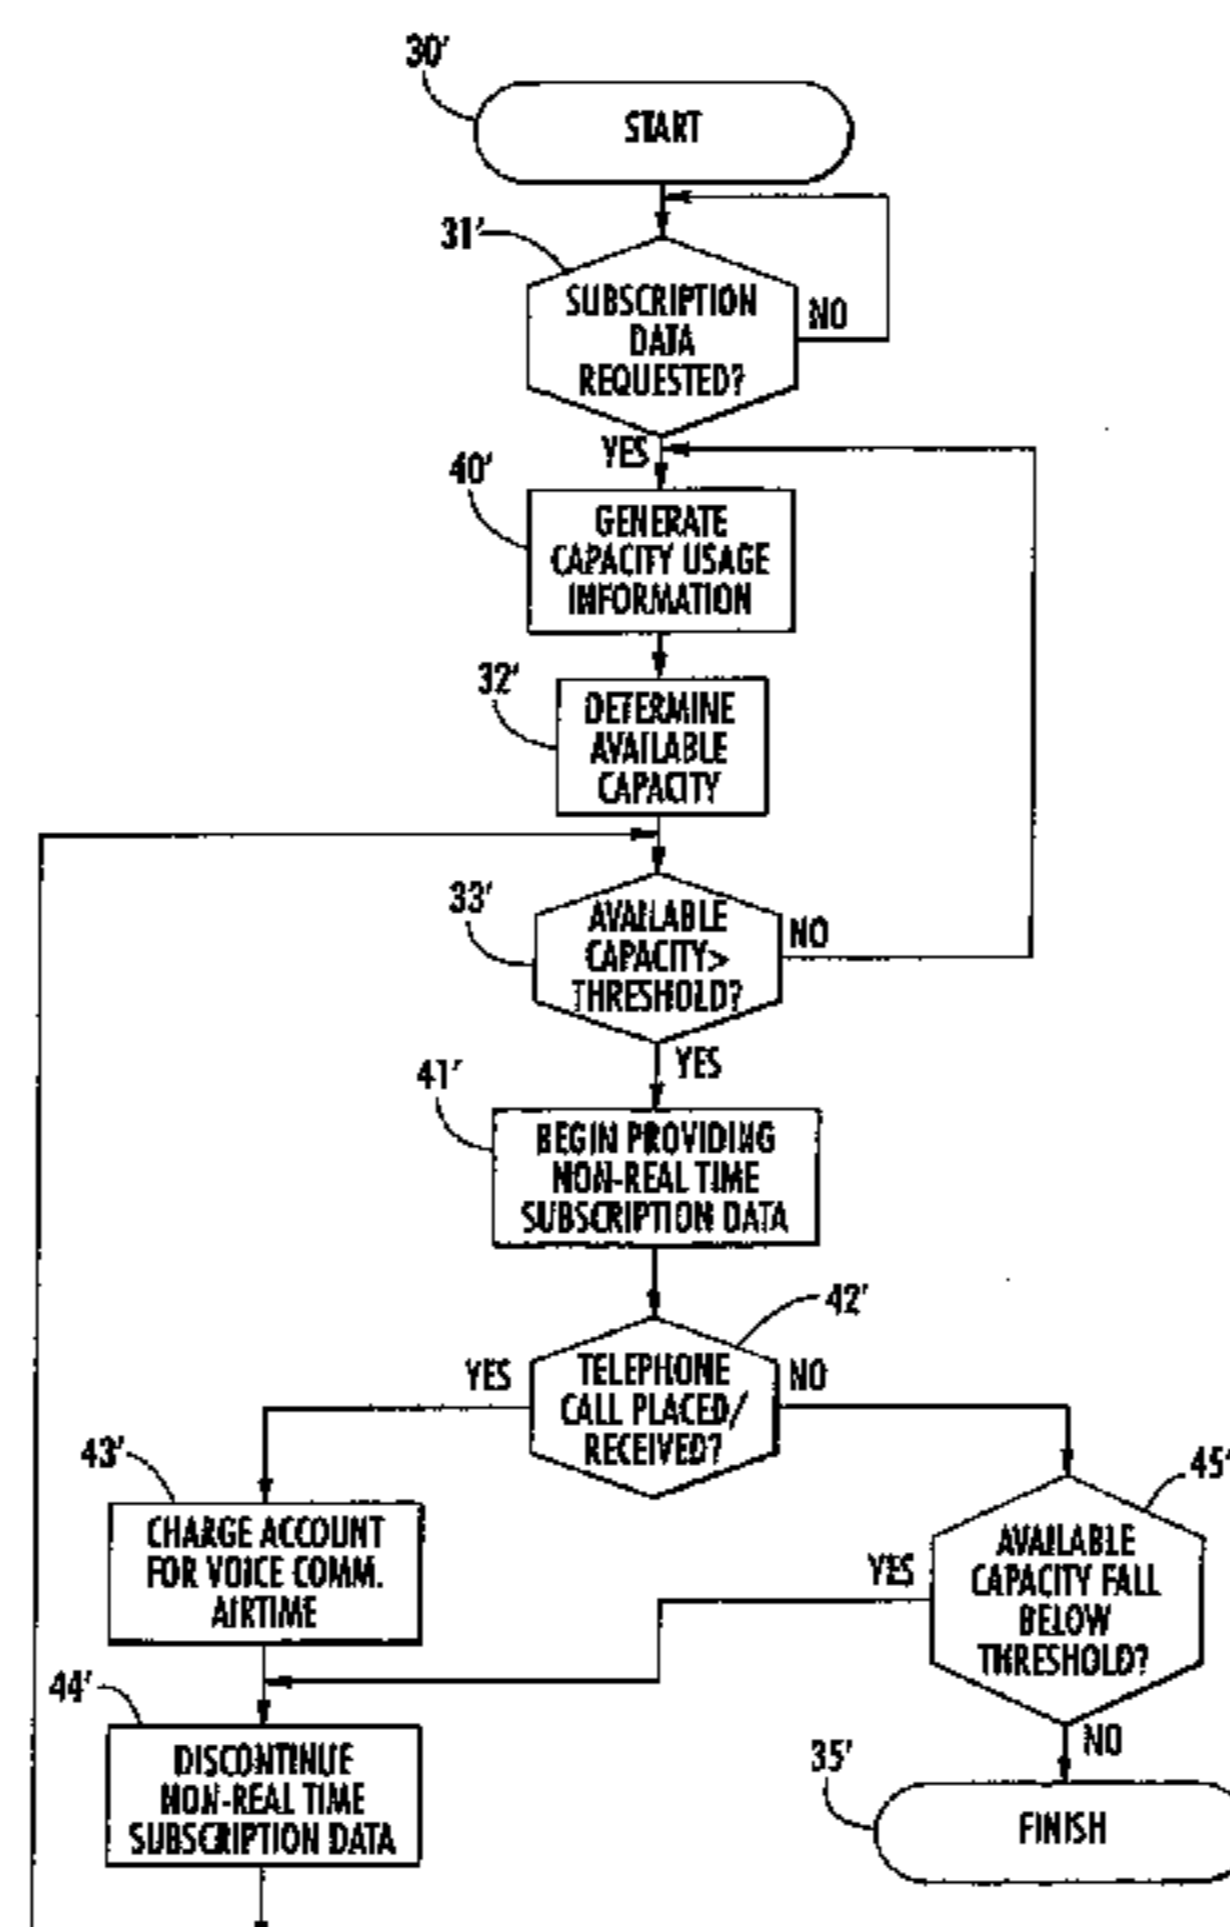 30'
START
31'
SUBSCRIPTION
DATA
REQUESTED?
NO
YES
40'
GENERATE
CAPACITY USAGE
INFORMATION
32'
DETERMINE
AVAILABLE
CAPACITY
33'
AVAILABLE
CAPACITY>
THRESHOLD?
NO
YES
41'
BEGIN PROVIDING
NON-REAL TIME
SUBSCRIPTION DATA
42'
TELEPHONE
CALL PLACED/
RECEIVED?
YES
NO
43'
CHARGE ACCOUNT
FOR VOICE COMM.
AIRTIME
45'
AVAILABLE
CAPACITY FALL
BELOW
THRESHOLD?
YES
NO
44'
DISCONTINUE
NON-REAL TIME
SUBSCRIPTION DATA
35'
FINISH